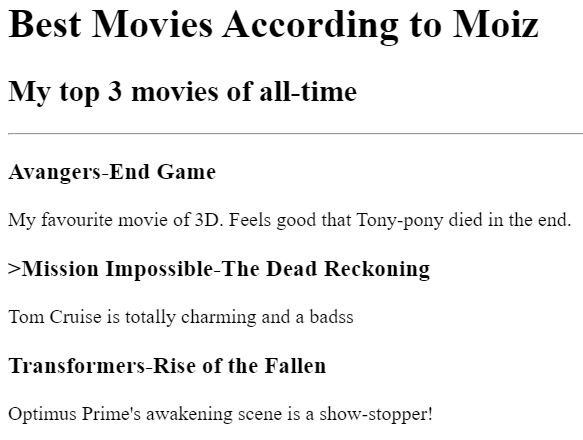 Best Movies According to Moiz
My top 3 movies of all-time
Avangers-End Game
My favourite movie of 3D. Feels good that Tony-pony died in the end.
>Mission Impossible-The Dead Reckoning
Tom Cruise is totally charming and a badss
Transformers-Rise of the Fallen
Optimus Prime's awakening scene is a show-stopper!